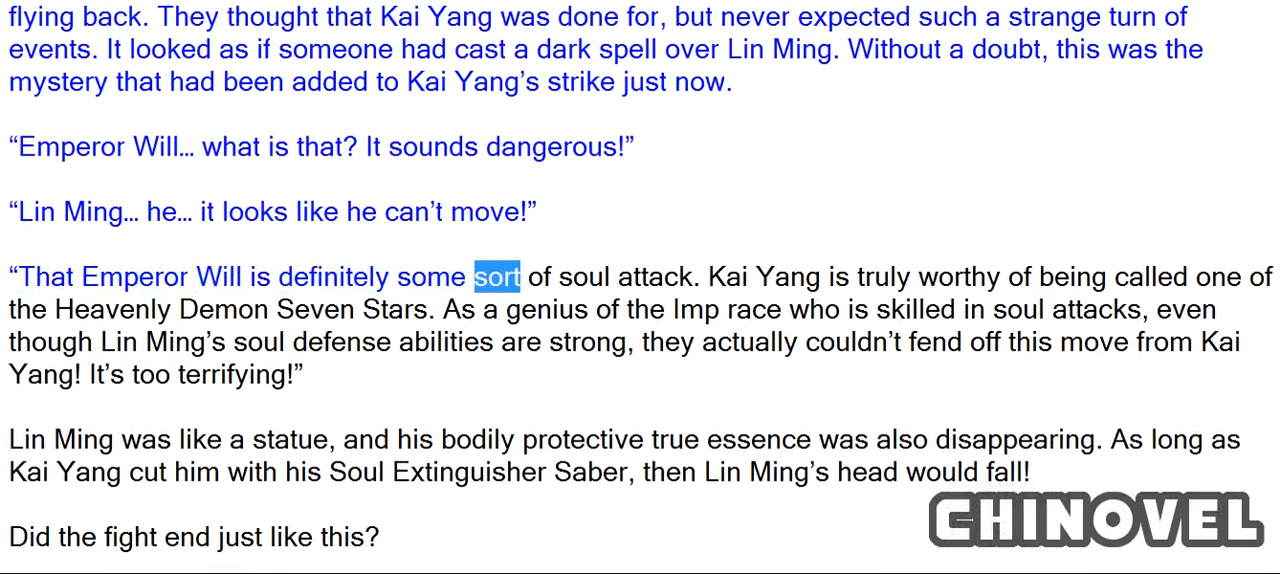 flying back. They thought that Kai Yang was done for, but never expected such a strange turn of
events. It looked as if someone had cast a dark spell over Lin Ming. Without a doubt, this was the
mystery that had been added to Kai Yang’s strike just now.
“Emperor Will… what is that? It sounds dangerous!”
“Lin Ming… he… it looks like he can’t move!”
“That Emperor Will is definitely some sort of soul attack. Kai Yang is truly worthy of being called one of
the Heavenly Demon Seven Stars. As a genius of the Imp race who is skilled in soul attacks, even
though Lin Ming’s soul defense abilities are strong, they actually couldn’t fend off this move from Kai
Yang! It’s too terrifying!”
Lin Ming was like a statue, and his bodily protective true essence was also disappearing. As long as
Kai Yang cut him with his Soul Extinguisher Saber, then Lin Ming’s head would fall!
Did the fight end just like this?
CHINOVEL